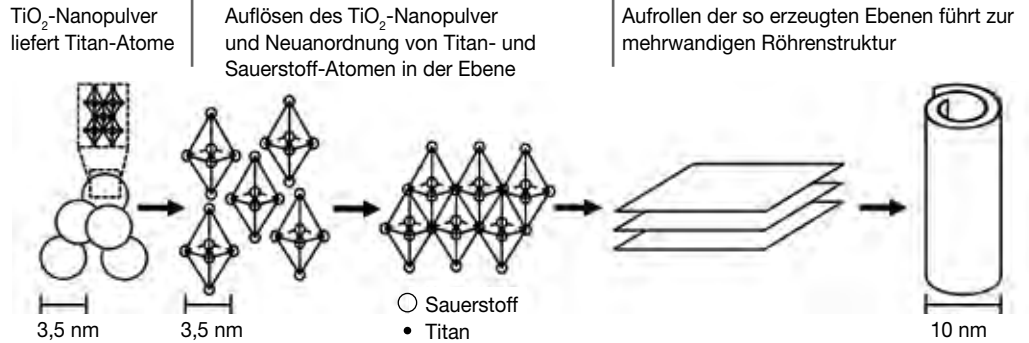 TiO₂-Nanopulver
liefert Titan-Atome
Auflösen des TiO₂-Nanopulver
und Neuanordnung von Titan- und
Sauerstoff-Atomen in der Ebene
Aufrollen der so erzeugten Ebenen führt zur
mehrwandigen Röhrenstruktur
Sauerstoff
Titan
3,5 nm
3,5 nm
10 nm